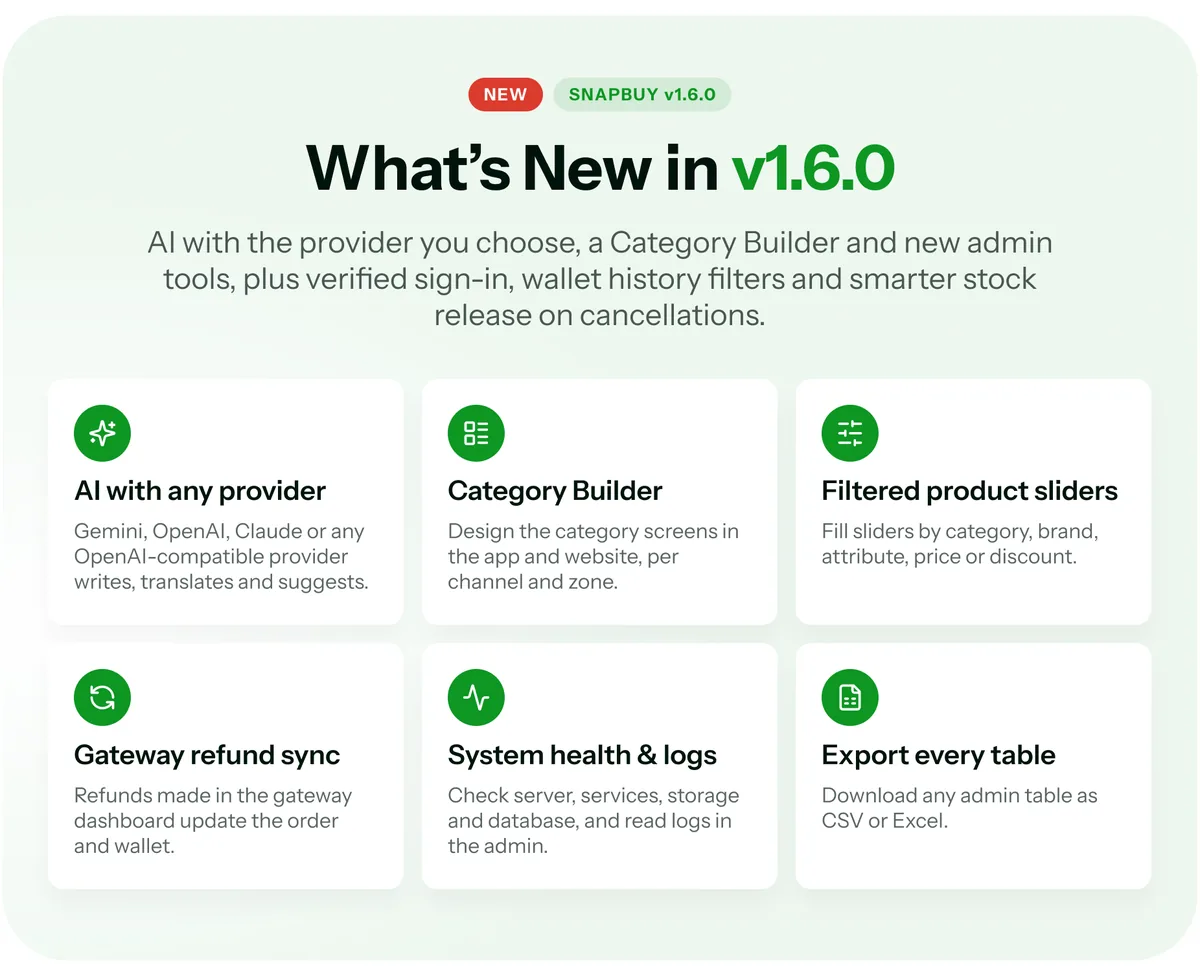 NEW
SNAPBUY v1.6.0
What’s New in v1.6.0
AI with the provider you choose, a Category Builder and new admin
tools, plus verified sign-in, wallet history filters and smarter stock
release on cancellations.
AI with any provider
Gemini, OpenAI, Claude or any
OpenAI-compatible provider
writes, translates and suggests.
Category Builder
Design the category screens in
the app and website, per
channel and zone.
Filtered product sliders
Fill sliders by category, brand,
attribute, price or discount.
Gateway refund sync
Refunds made in the gateway
dashboard update the order
and wallet.
System health & logs
Check server, services, storage
and database, and read logs in
the admin.
Export every table
Download any admin table as
CSV or Excel.